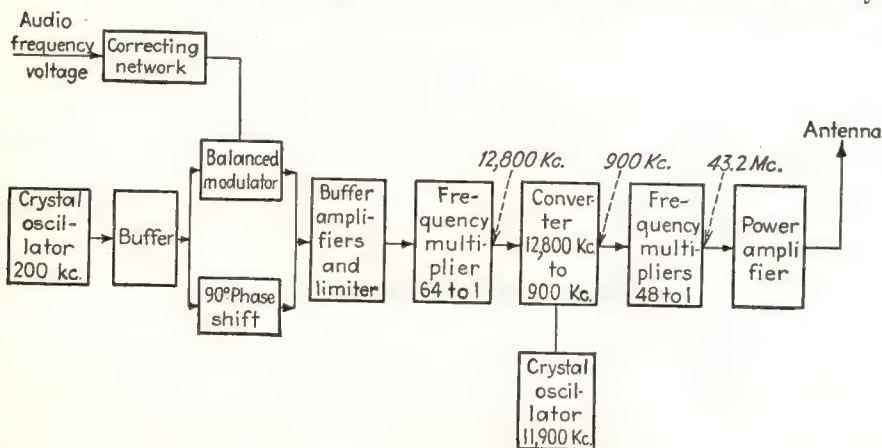 Audio
frequency
voltage
Correcting
network
Antenna
Balanced
modulator
12,800 Kc.
900 Kc.
43.2 Mc.
Crystal
oscil-
lator
200 kc.
Buffer
90° Phase
shift
Buffer
ampli-
fiers
and
limiter
Fre-
quency
multi-
plier
64 to 1
Conver-
ter
12,800 Kc.
to
900 Kc.
Fre-
quency
multi-
pliers
48 to 1
Power
ampli-
fier
Crystal
oscil-
lator
11,900 Kc.